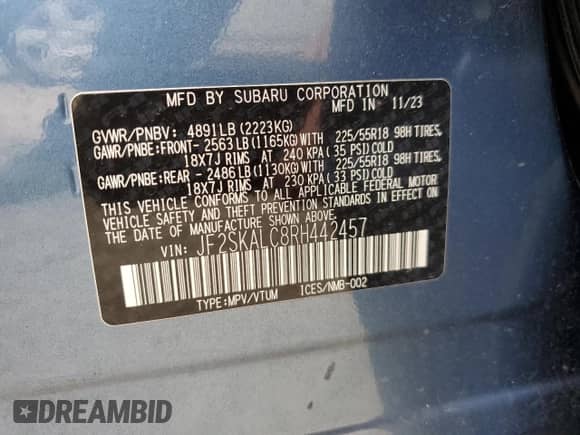 MFD BY SUBARU CORPORATION
MFD IN 11/23
GVWR/PNBV: 4891LB(2223KG)
GAWR/PNBE:FRONT- 2563LB(1165KG)WITH 225/55R18 98H TIRES,
18X7J RIMS AT 240 KPA(35 PSI) COLD
GAWR/PNBE:REAR - 2486LB(1130KG)WITH 225/55R18 98H TIRES,
18X7J RIMS AT 230 KPA(33 PSI) COLD
THIS VEHICLE CONFORMS TO ALL APPLICABLE FEDERAL MOTOR
VEHICLE SAFETY AND THEFT PREVENTION STANDARDS IN EFFECT ON
THE DATE OF MANUFACTURE SHOWN ABOVE.
VIN: JF2SKALC8RH442457
TYPE:MPV/VTUM ICES/NMB-002
DREAMBID